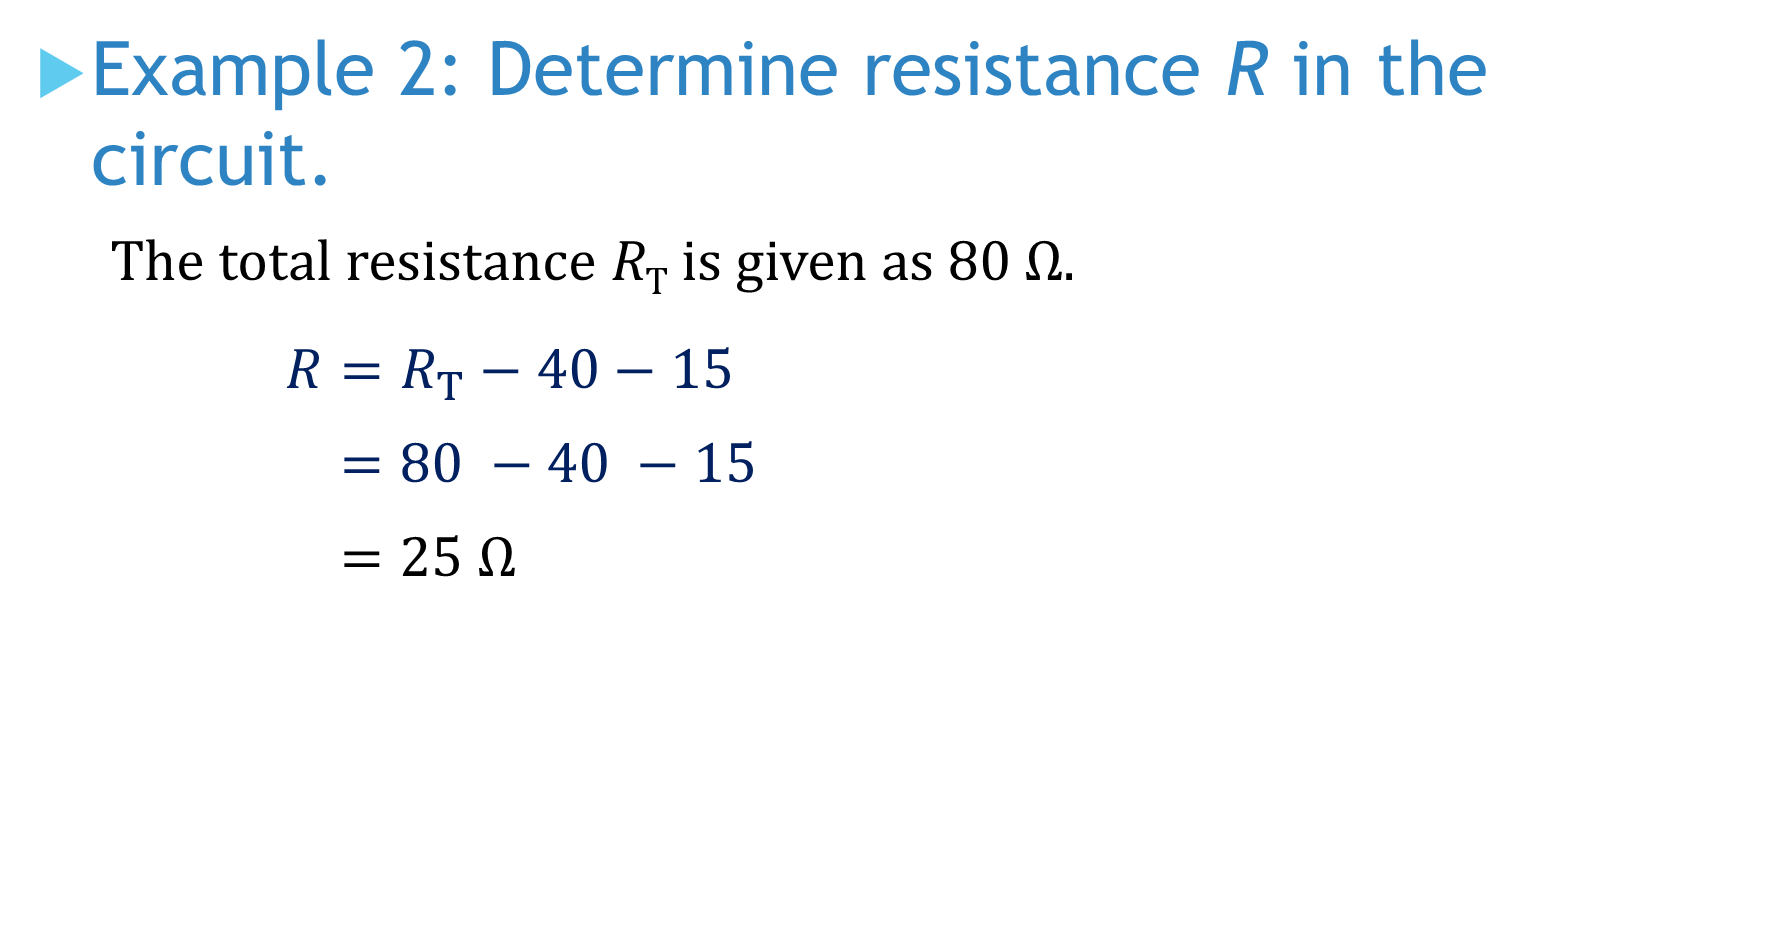 Example 2: Determine resistance R in the
circuit.
The total resistance R_T is given as 80 Ω.
R = R_T − 40 − 15
= 80 − 40 − 15
= 25 Ω